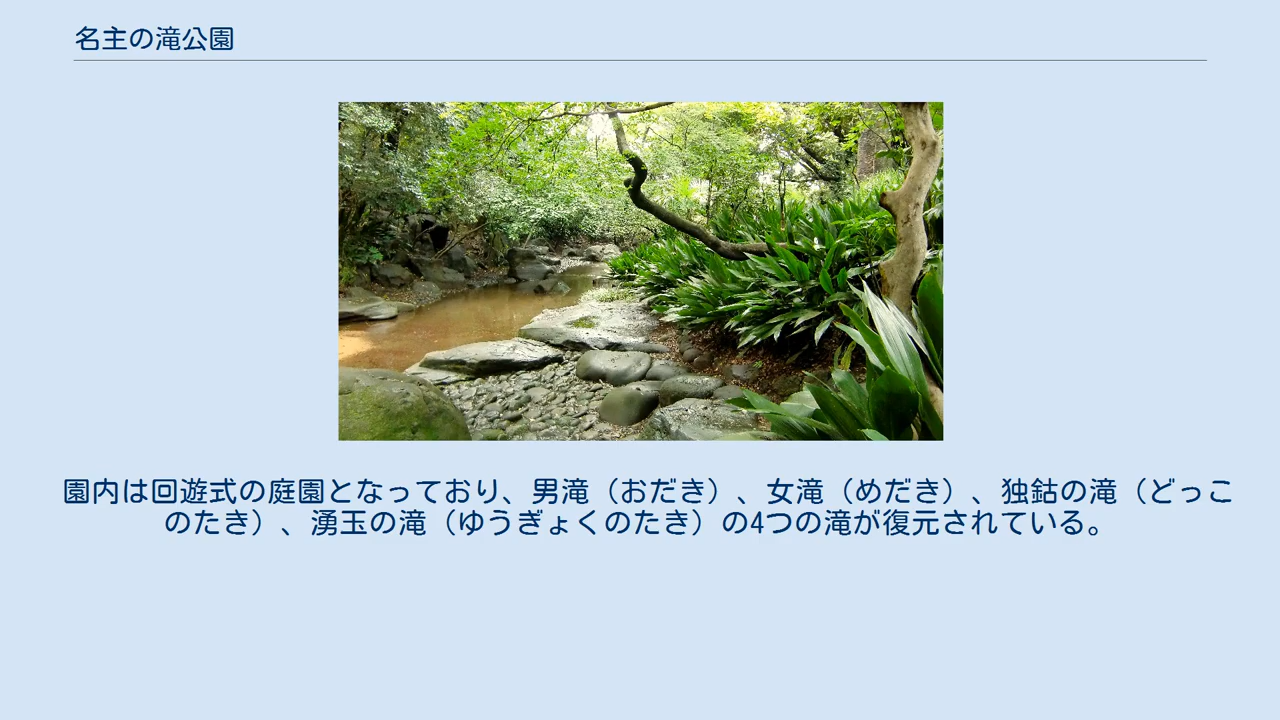 名主の滝公園
園内は回遊式の庭園となっており、男滝（おだき）、女滝（めだき）、独鈷の滝（どっこ
のたき）、湧玉の滝（ゆうぎょくのたき）の4つの滝が復元されている。